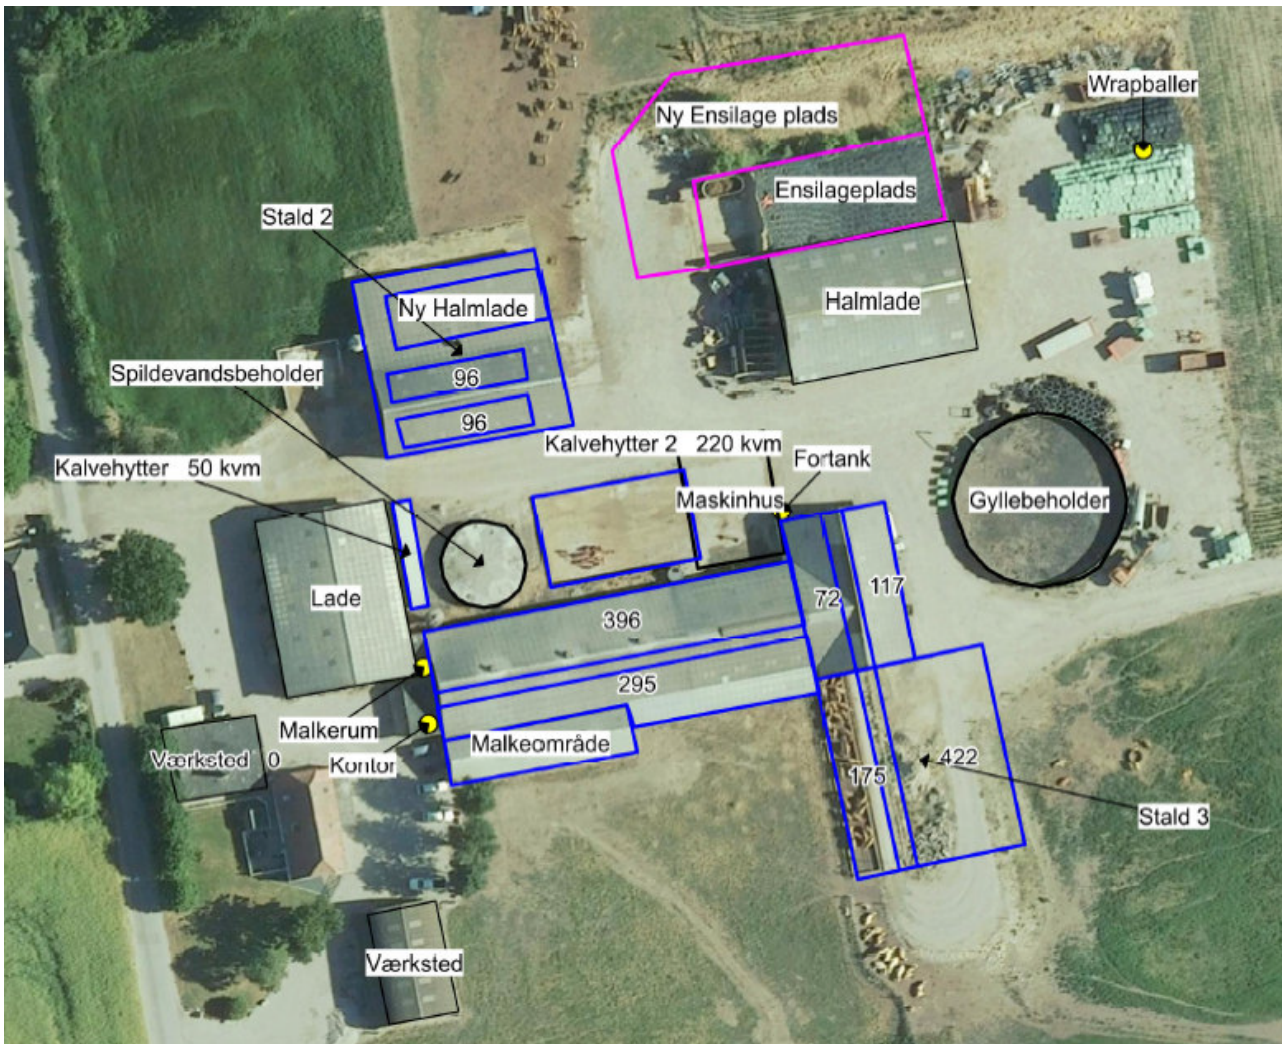 Wrapballer
Ny Ensilage plads
Ensilageplads
Stald 2
Ny Halmlade
Halmlade
Spildevandsbeholder
96
96
Kalvehytter 50 kvm
Kalvehytter 2 220 kvm
Fortank
Maskinhus
Gyllebeholder
Lade
396
72
117
295
Malkerum
Malkeområde
Værksted 0
Kontor
175
422
Stald 3
Værksted